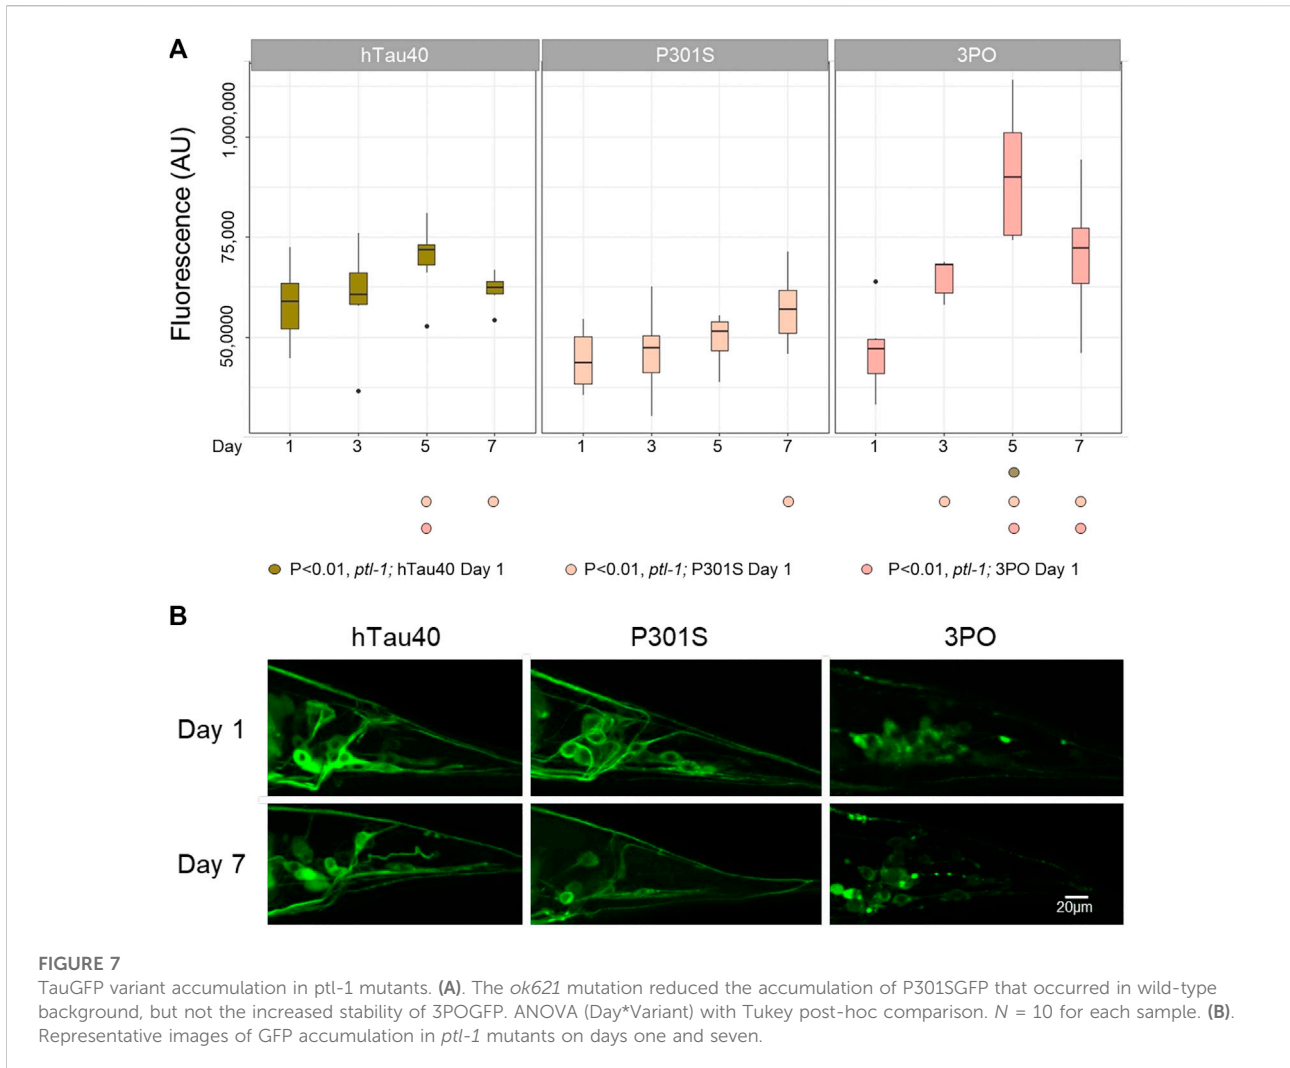 A
hTau40 P301S 3PO
Fluorescence (AU)
1,000,000
75,000
50,0000
Day 1 3 5 7 1 3 5 7 1 3 5 7
P<0.01, ptl-1; hTau40 Day 1 P<0.01, ptl-1; P301S Day 1 P<0.01, ptl-1; 3PO Day 1
B
hTau40 P301S 3PO
Day 1
Day 7
20μm
FIGURE 7
TauGFP variant accumulation in ptl-1 mutants. (A). The ok621 mutation reduced the accumulation of P301SGFP that occurred in wild-type
background, but not the increased stability of 3POGFP. ANOVA (Day*Variant) with Tukey post-hoc comparison. N = 10 for each sample. (B).
Representative images of GFP accumulation in ptl-1 mutants on days one and seven.